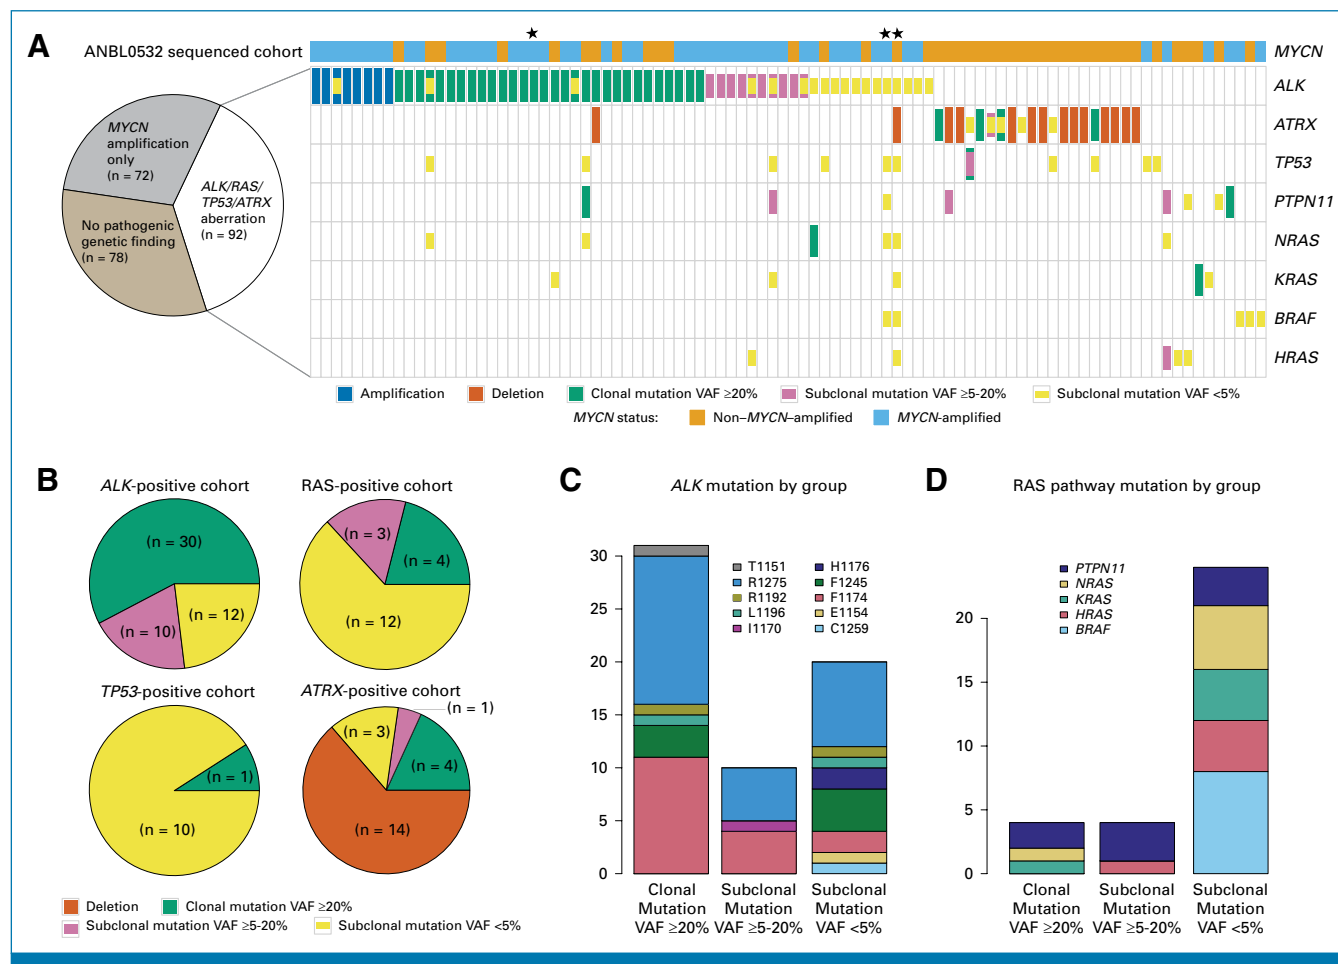 A
ANBL0532 sequenced cohort
MYCN
ALK
ATRX
TP53
PTPN11
NRAS
KRAS
BRAF
HRAS
MYCN
amplification
only
(n = 72)
ALK/RAS/
TP53/ATRX
aberration
(n = 92)
No pathogenic
genetic finding
(n = 78)
Amplification
Deletion
Clonal mutation VAF ≥20%
Subclonal mutation VAF ≥5-20%
Subclonal mutation VAF <5%
MYCN status:
Non–MYCN–amplified
MYCN-amplified
B
ALK-positive cohort
(n = 30)
(n = 10)
(n = 12)
RAS-positive cohort
(n = 3)
(n = 4)
(n = 12)
TP53-positive cohort
(n = 1)
(n = 10)
ATRX-positive cohort
(n = 1)
(n = 3)
(n = 4)
(n = 14)
Deletion
Clonal mutation VAF ≥20%
Subclonal mutation VAF ≥5-20%
Subclonal mutation VAF <5%
C
ALK mutation by group
30
25
20
15
10
5
0
T1151
R1275
R1192
L1196
I1170
H1176
F1245
F1174
E1154
C1259
Clonal
Mutation
VAF ≥20%
Subclonal
Mutation
VAF ≥5-20%
Subclonal
Mutation
VAF <5%
D
RAS pathway mutation by group
20
15
10
5
0
PTPN11
NRAS
KRAS
HRAS
BRAF
Clonal
Mutation
VAF ≥20%
Subclonal
Mutation
VAF ≥5-20%
Subclonal
Mutation
VAF <5%